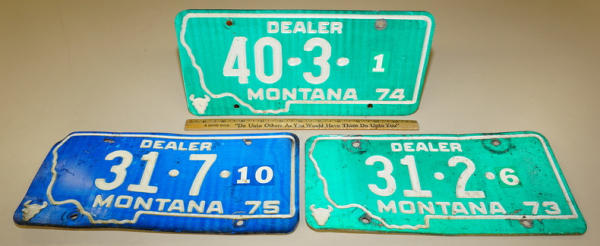 DEALER
40•3• 1
MONTANA 74
"Do Unto Others As You Would Have Them Do Unto You"
DEALER
31•7•10
MONTANA 75
DEALER
31•2•6
MONTANA 73